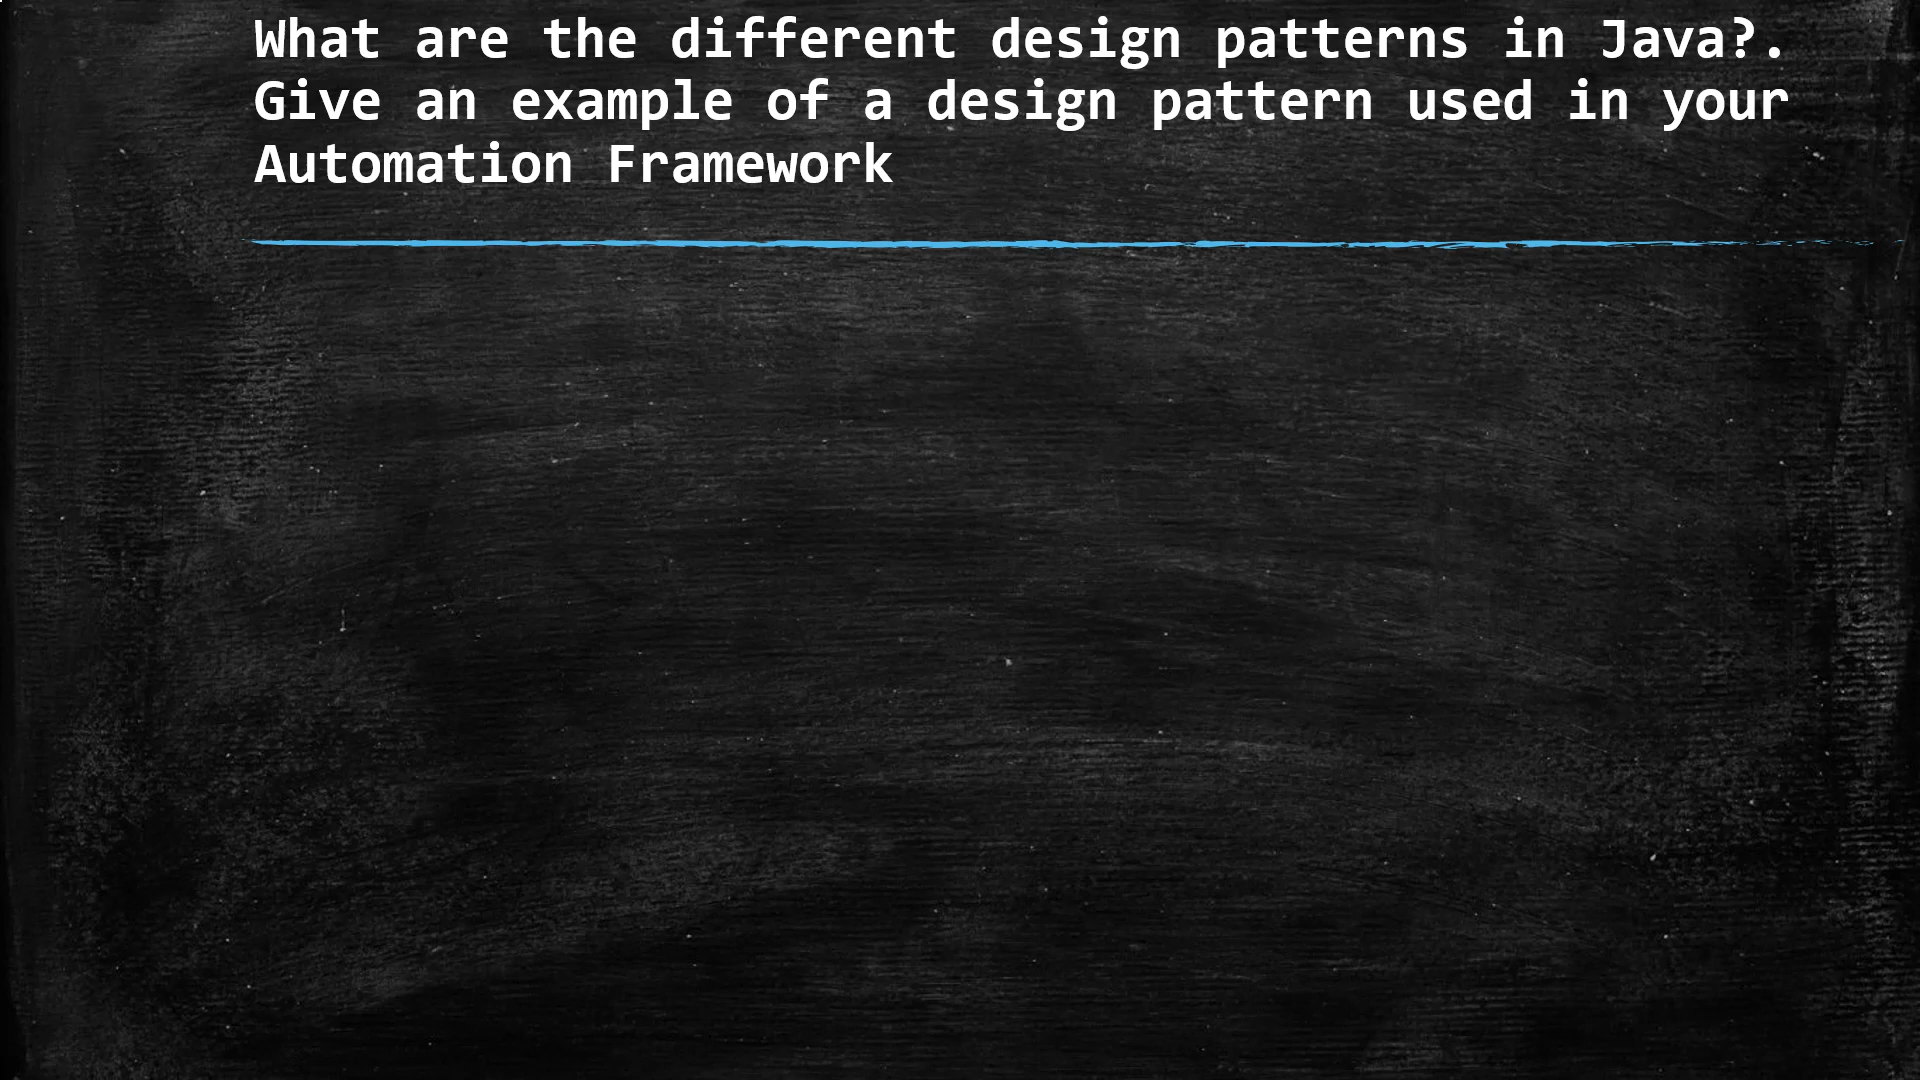 What are the different design patterns in Java?.
Give an example of a design pattern used in your
Automation Framework